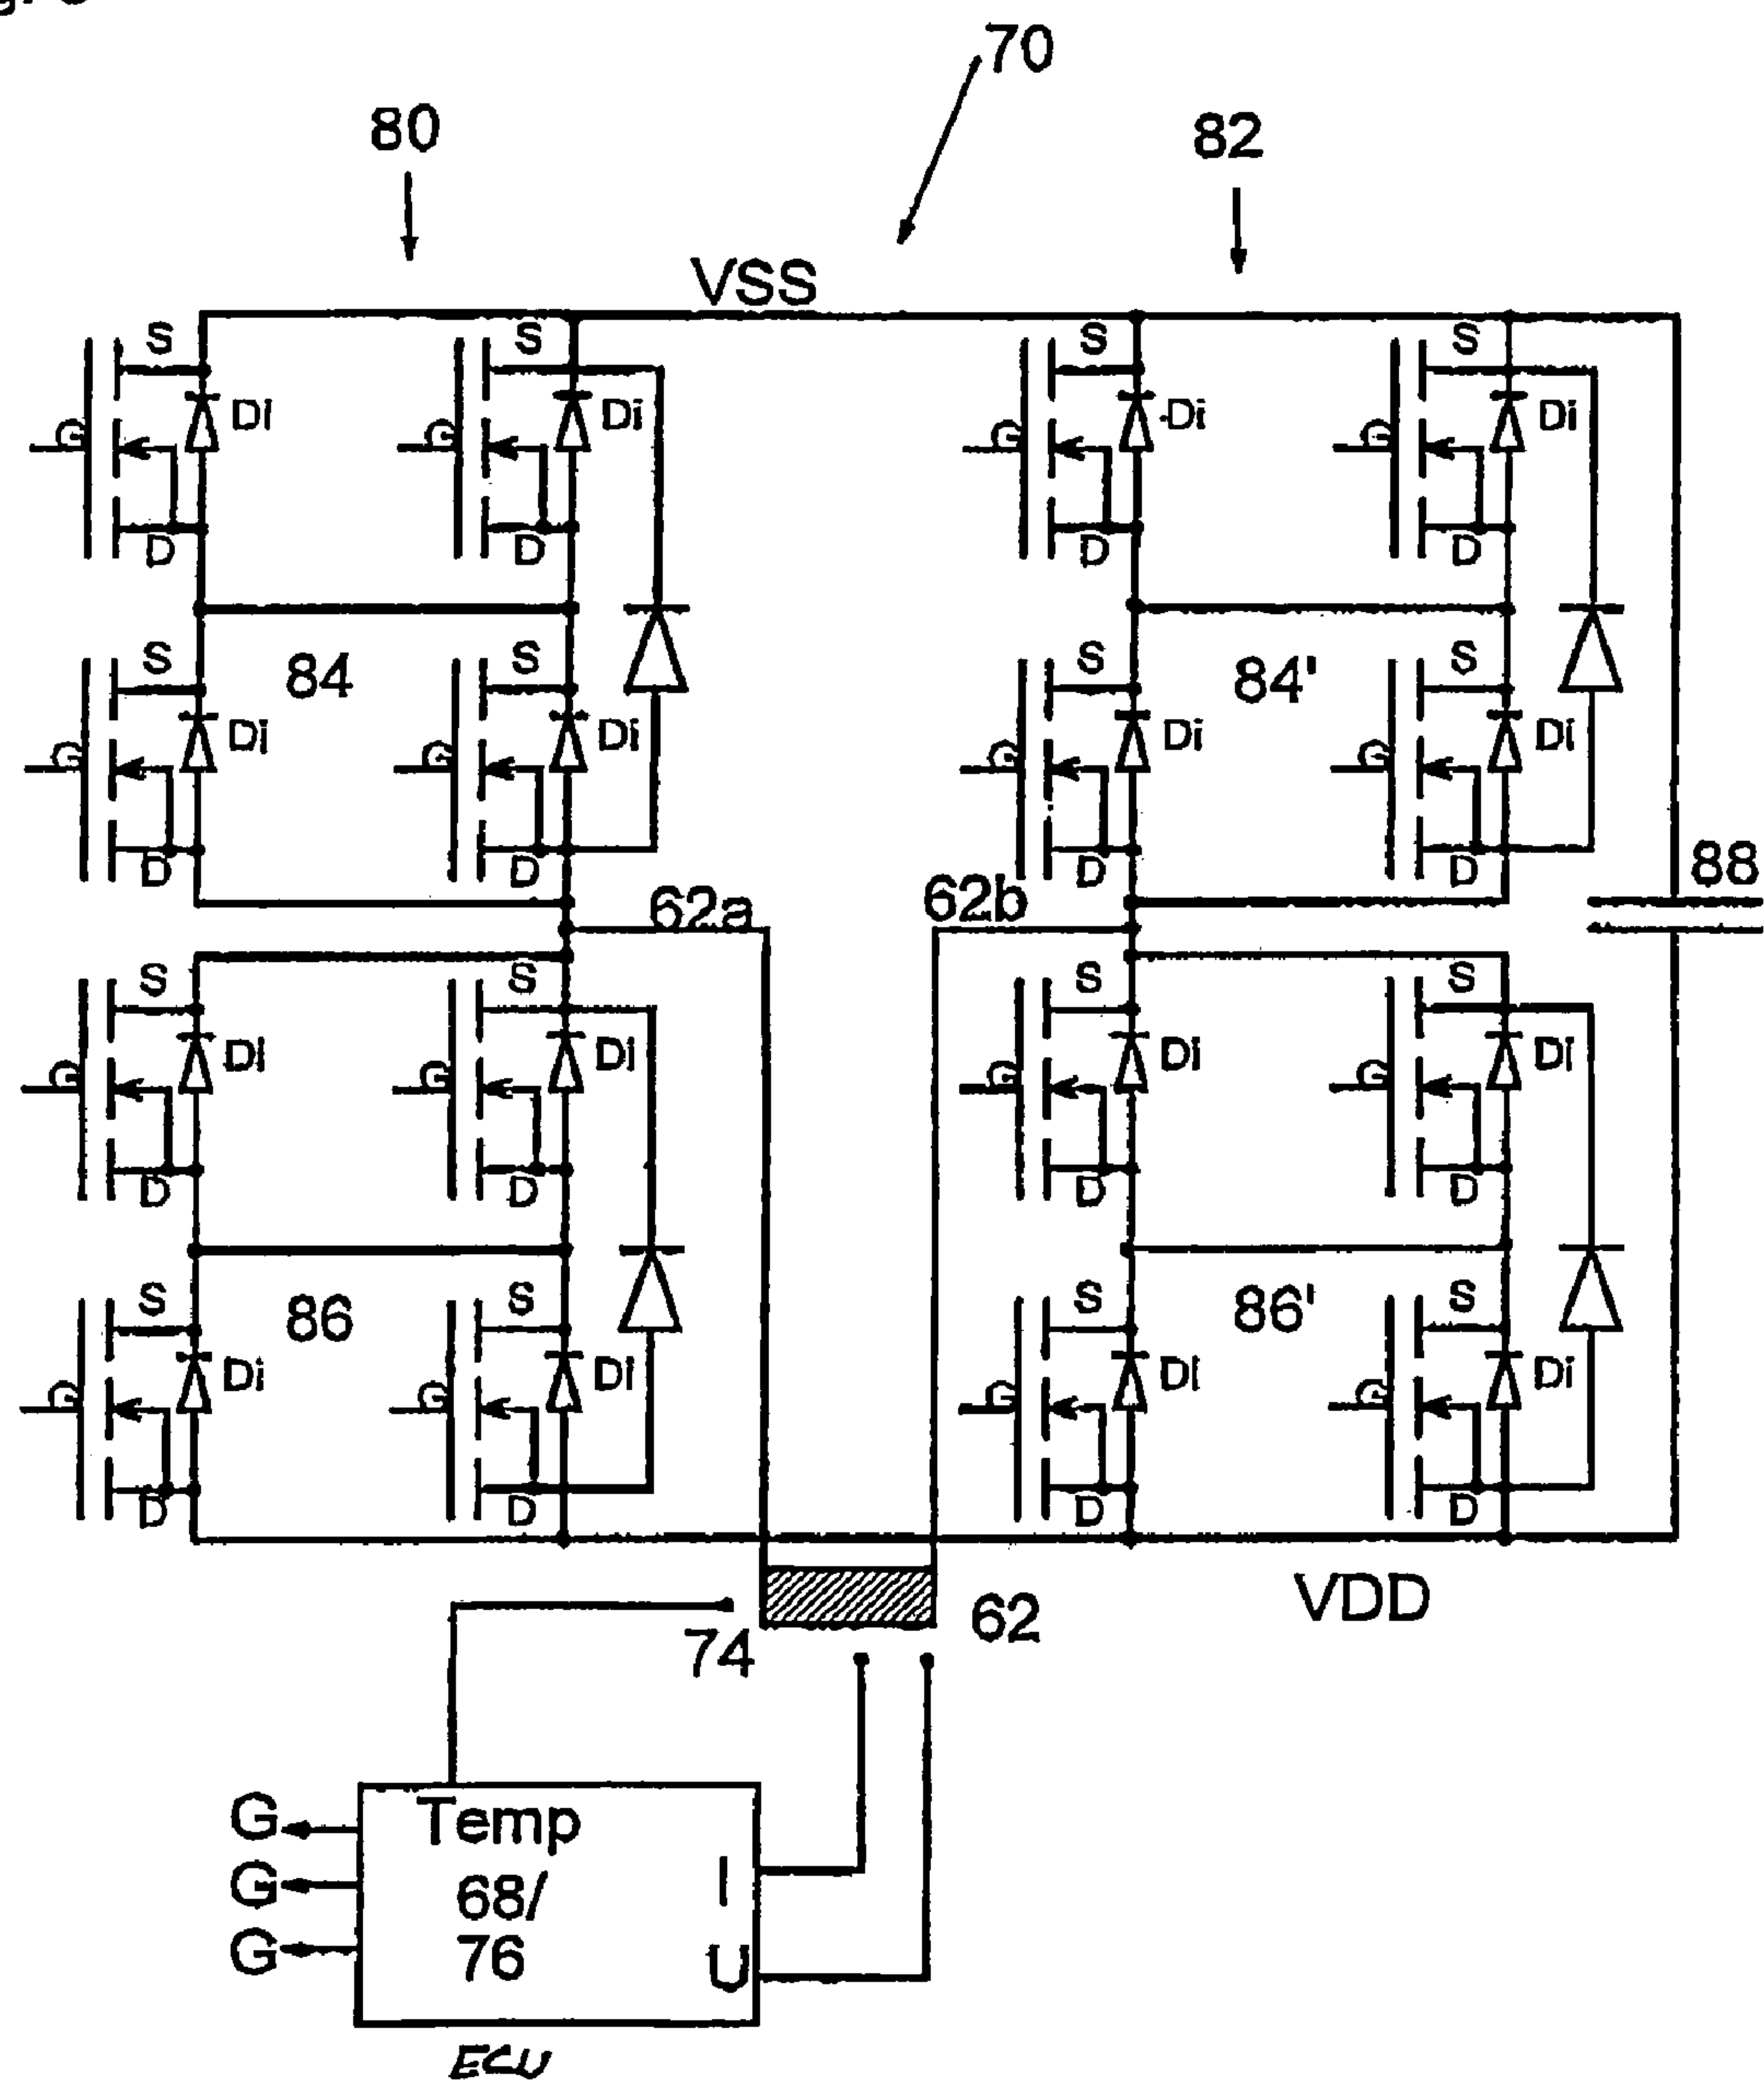 70
80
82
VSS
S S S S
Di Di Di Di
G G G G
D D D D
S S S S
84 84'
Di Di Di Di
G G G G
D D D D
88
62a 62b
S S S S
Di Di Di Di
G G G G
D D D D
S S S S
86 86'
Di Di Di Di
G G G G
D D D D
VDD
62
74
G Temp
G 68/ I
G 76 U
ECU